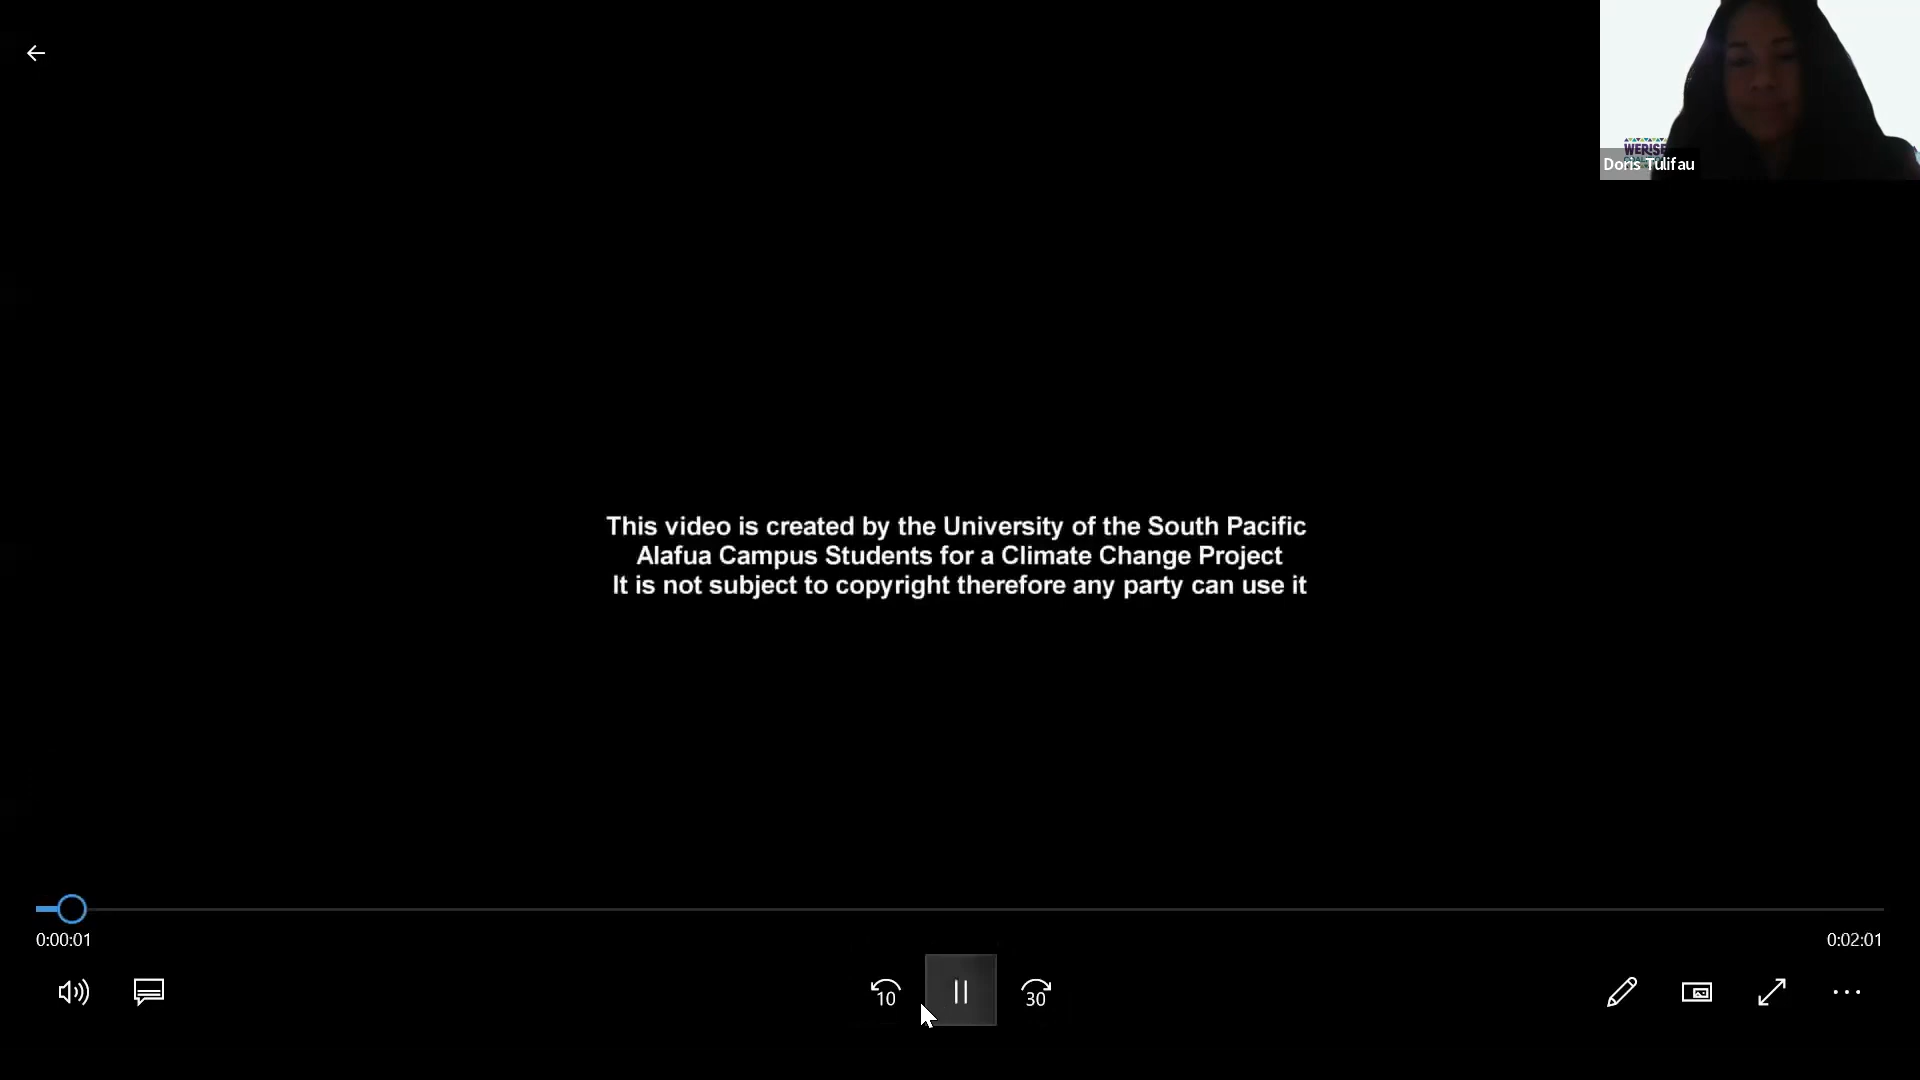 WERISE
Doris Tulifau
This video is created by the University of the South Pacific
Alafua Campus Students for a Climate Change Project
It is not subject to copyright therefore any party can use it
0:00:01
0:02:01
10
30